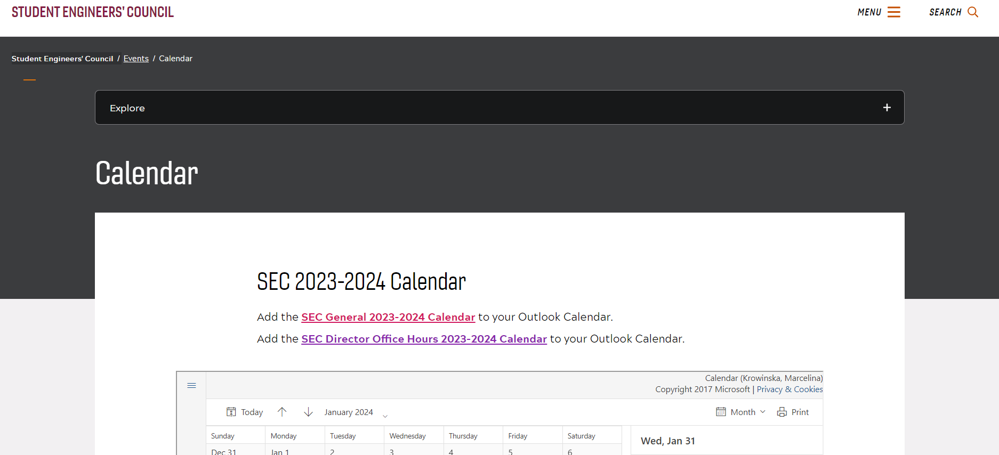 STUDENT ENGINEERS' COUNCIL
MENU
SEARCH
Student Engineers' Council / Events / Calendar
Explore
Calendar
SEC 2023-2024 Calendar
Add the SEC General 2023-2024 Calendar to your Outlook Calendar.
Add the SEC Director Office Hours 2023-2024 Calendar to your Outlook Calendar.
Calendar (Krowinska, Marcelina)
Copyright 2017 Microsoft | Privacy & Cookies
Today January 2024 Month Print
Sunday Monday Tuesday Wednesday Thursday Friday Saturday
Wed, Jan 31
Dec 31 Jan 1 2 3 4 5 6